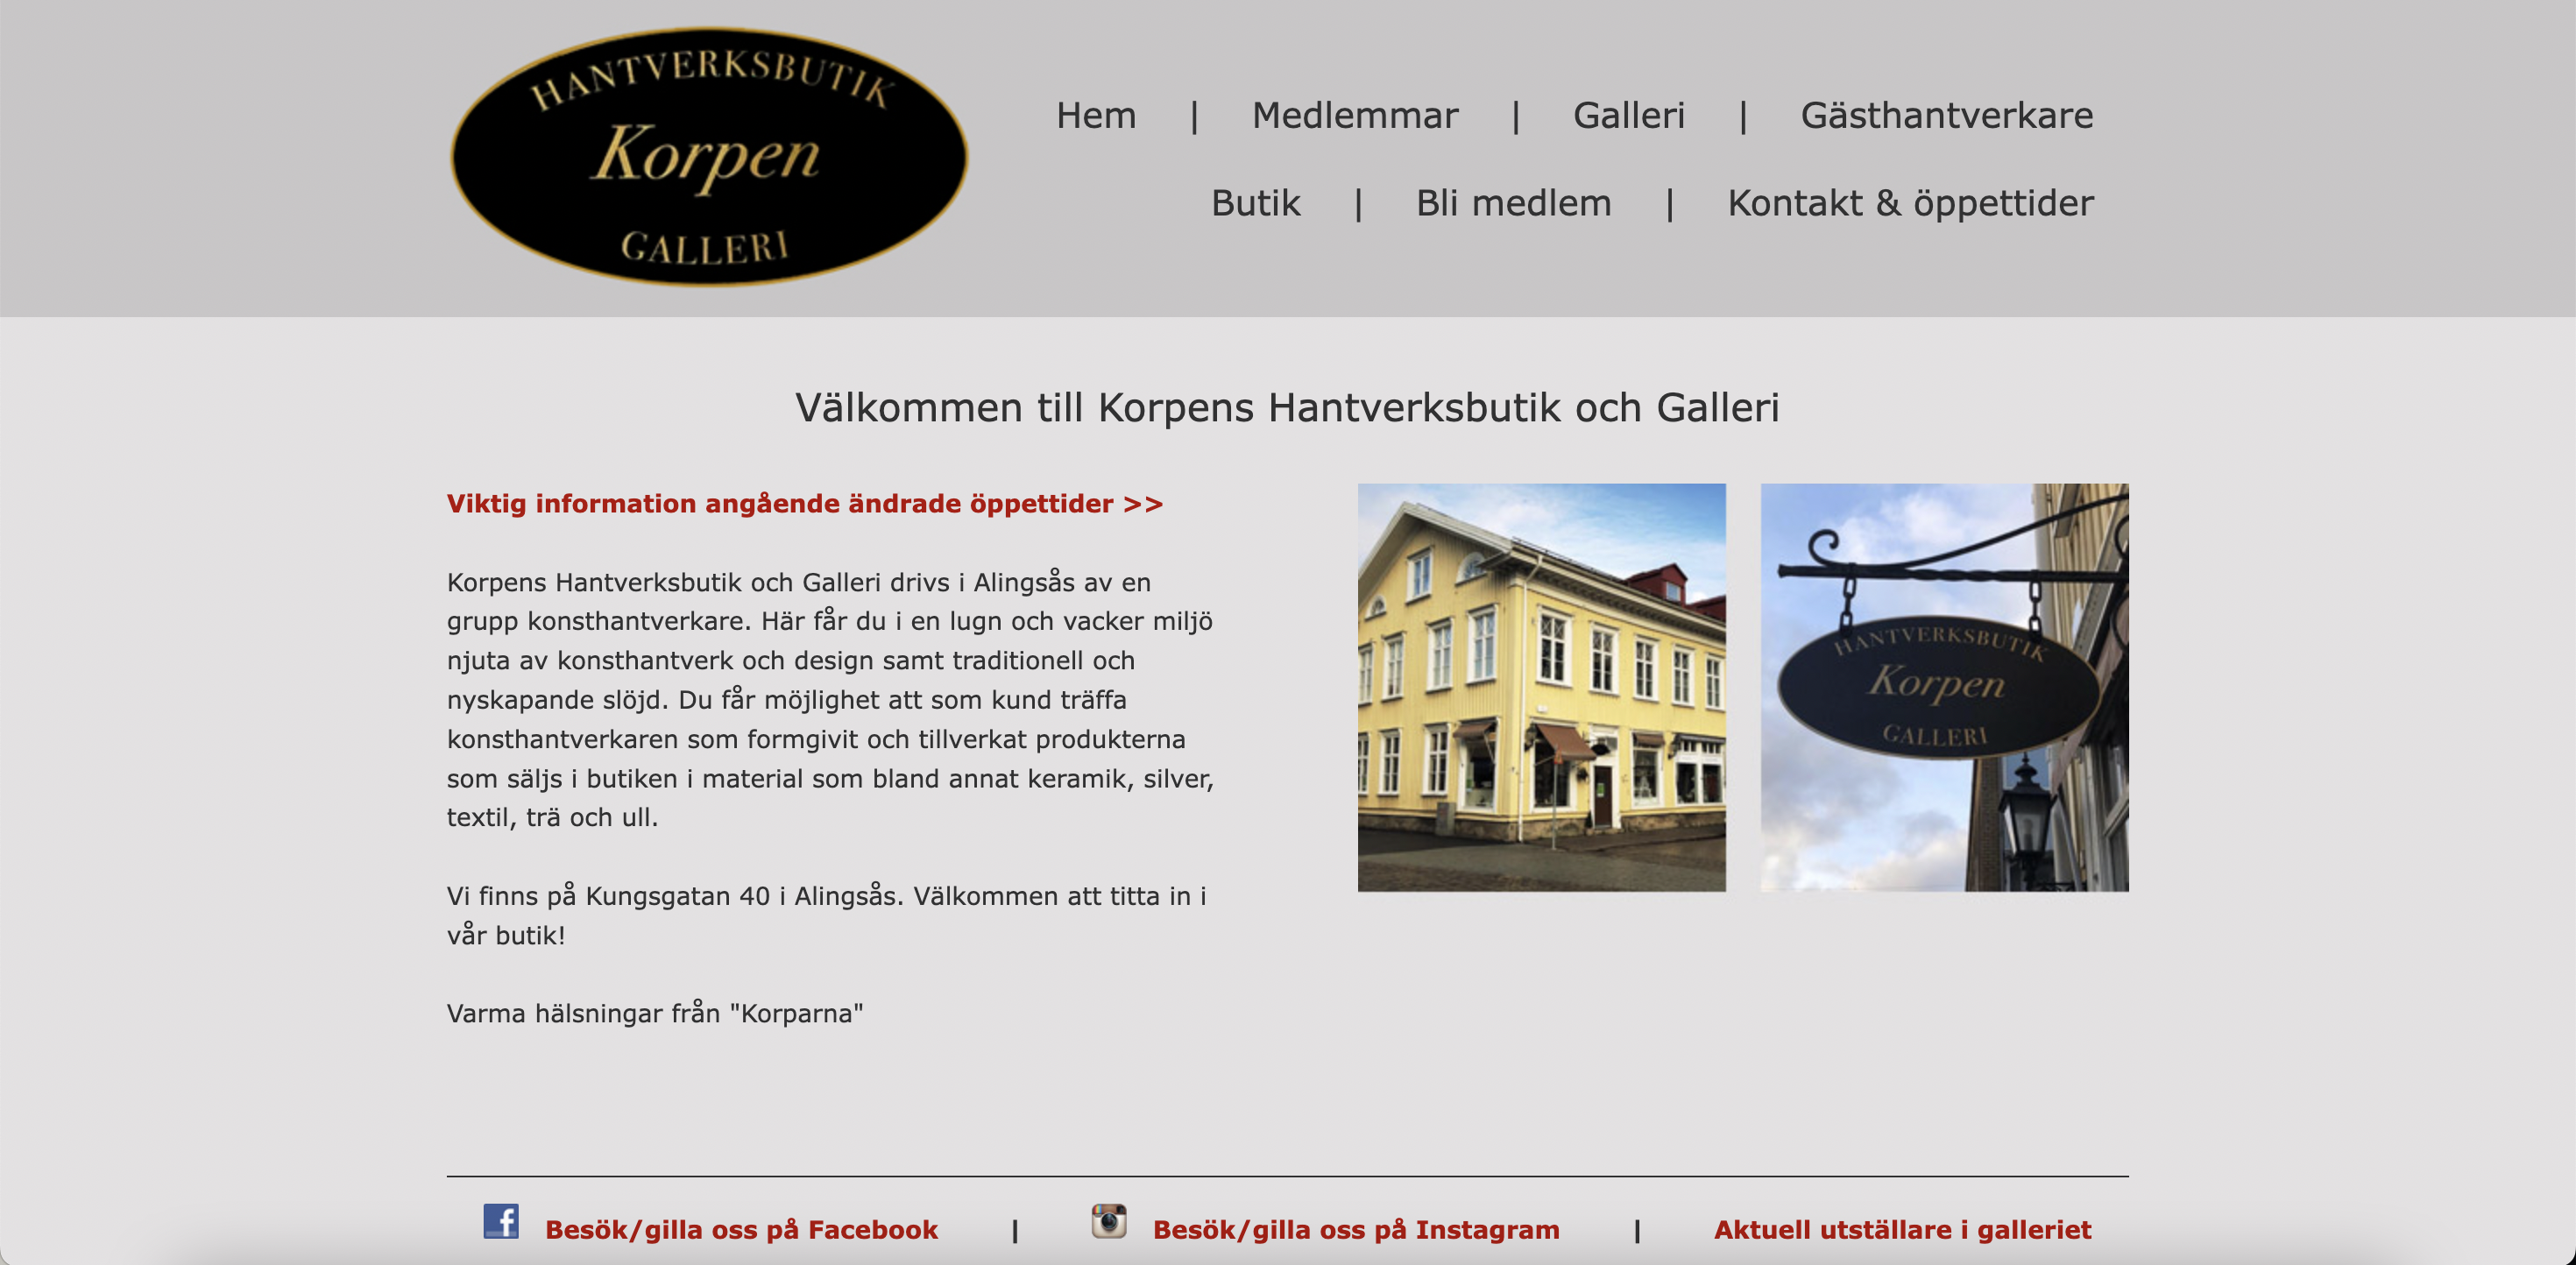 HANTVERKSBUTIK
Korpen
GALLERI
Hem | Medlemmar | Galleri | Gästhantverkare
Butik | Bli medlem | Kontakt & öppettider
Välkommen till Korpens Hantverksbutik och Galleri
Viktig information angående ändrade öppettider >>
Korpens Hantverksbutik och Galleri drivs i Alingsås av en
grupp konsthantverkare. Här får du i en lugn och vacker miljö
njuta av konsthantverk och design samt traditionell och
nyskapande slöjd. Du får möjlighet att som kund träffa
konsthantverkaren som formgivit och tillverkat produkterna
som säljs i butiken i material som bland annat keramik, silver,
textil, trä och ull.
Vi finns på Kungsgatan 40 i Alingsås. Välkommen att titta in i
vår butik!
Varma hälsningar från "Korparna"
HANTVERKSBUTIK
Korpen
GALLERI
Besök/gilla oss på Facebook | Besök/gilla oss på Instagram | Aktuell utställare i galleriet